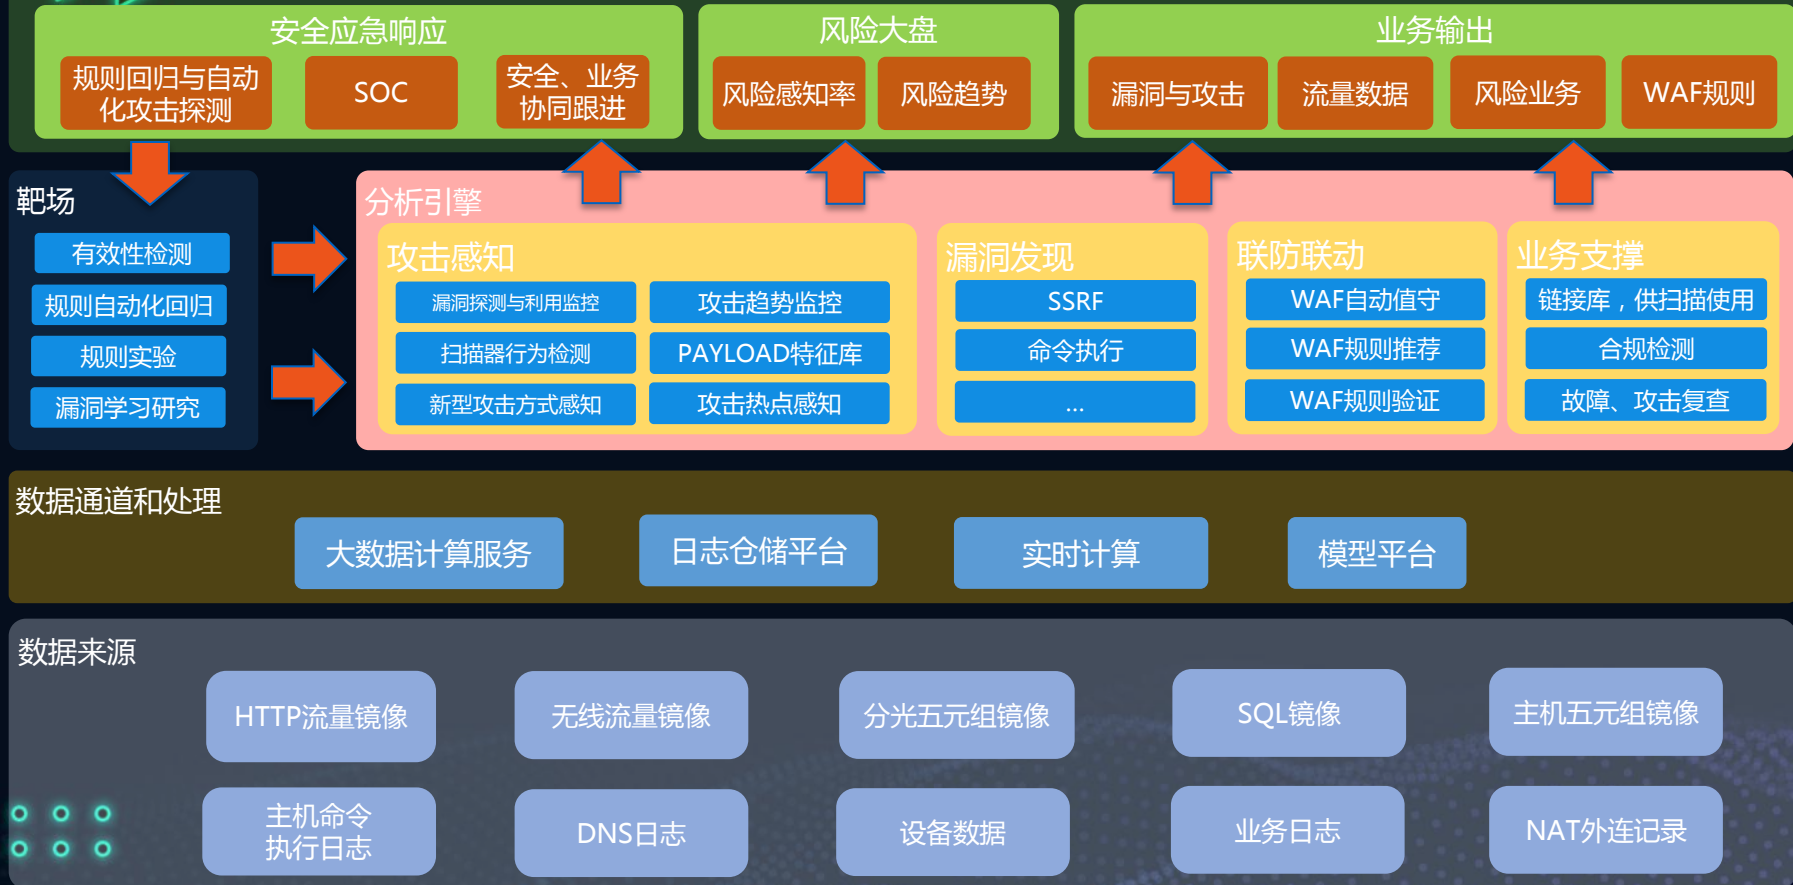 安全应急响应
规则回归与自动
化攻击探测
SOC
安全、业务
协同跟进
风险大盘
风险感知率
风险趋势
业务输出
漏洞与攻击
流量数据
风险业务
WAF规则
靶场
有效性检测
规则自动化回归
规则实验
漏洞学习研究
分析引擎
攻击感知
漏洞探测与利用监控
攻击趋势监控
扫描器行为检测
PAYLOAD特征库
新型攻击方式感知
攻击热点感知
漏洞发现
SSRF
命令执行
...
联防联动
WAF自动值守
WAF规则推荐
WAF规则验证
业务支撑
链接库，供扫描使用
合规检测
故障、攻击复查
数据通道和处理
大数据计算服务
日志仓储平台
实时计算
模型平台
数据来源
HTTP流量镜像
无线流量镜像
分光五元组镜像
SQL镜像
主机五元组镜像
主机命令
执行日志
DNS日志
设备数据
业务日志
NAT外连记录